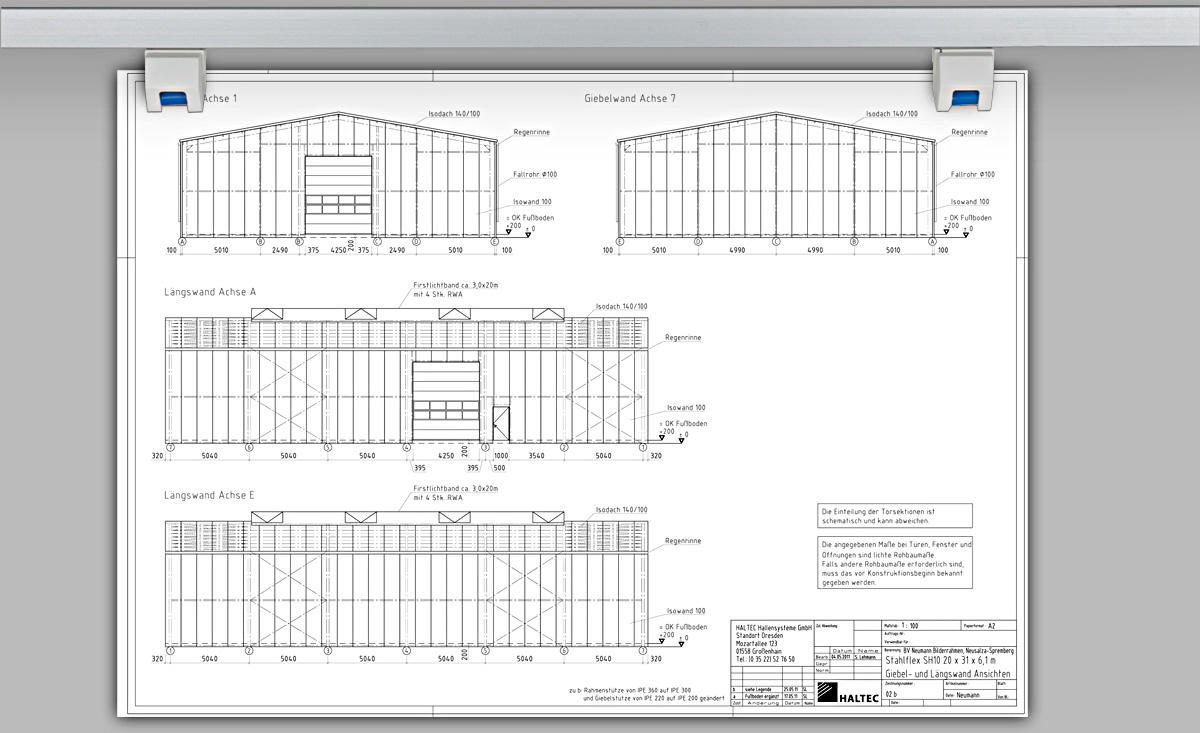 Achse 1
Isodach 140/100
Regenrinne
Fallrohr Ø100
Isowand 100
= OK Fußboden
+200 ± 0
A B B C D E
100 5010 2490 375 4250 200 375 2490 5010 100
Giebelwand Achse 7
Isodach 140/100
Regenrinne
Fallrohr Ø100
Isowand 100
= OK Fußboden
+200 ± 0
E D C B A
100 5010 4990 4990 5010 100
Längswand Achse A
Firstlichtband ca. 3,0x20m
mit 4 Stk. RWA
Isodach 140/100
Regenrinne
Isowand 100
= OK Fußboden
+200 ± 0
7 6 5 4 3 2 1
320 5040 5040 5040 4250 200 1000 3540 5040 320
395 395 500
Längswand Achse E
Firstlichtband ca. 3,0x20m
mit 4 Stk. RWA
Isodach 140/100
Regenrinne
Isowand 100
= OK Fußboden
+200 ± 0
1 2 3 4 5 6 7
320 5040 5040 5040 200 5040 5040 5040 320
Die Einteilung der Torsektionen ist
schematisch und kann abweichen.
Die angegebenen Maße bei Türen, Fenster und
Öffnungen sind lichte Rohbaumaße.
Falls andere Rohbaumaße erforderlich sind,
muss das vor Konstruktionsbeginn bekannt
gegeben werden.
zu b: Rahmenstütze von IPE 360 auf IPE 300
und Giebelstütze von IPE 220 auf IPE 200 geändert
HALTEC Hallensysteme GmbH
Standort Dresden
Mozartallee 123
01558 Großenhain
Tel.: (0 35 22) 52 76 50
b siehe Legende 25.05.11 SL
a Fußboden ergänzt 17.05.11 SL
Zust. Änderung Datum Name
Zul. Abweichung
Datum Name
Bearb. 04.05.2011 S. Lehmann
Gepr.
Norm
HALTEC
Maßstab: 1 : 100 Papierformat: A2
Auftrags-Nr.:
Verwendbar für:
Benennung: BV Neumann Bilderrahmen, Neusalza-Spremberg
Stahlflex SH10 20 x 31 x 6,1 m
Giebel- und Längswand Ansichten
Zeichnungsnummer: Artikelnummer: Blatt
02 b Datei: Neumann Von Bl.